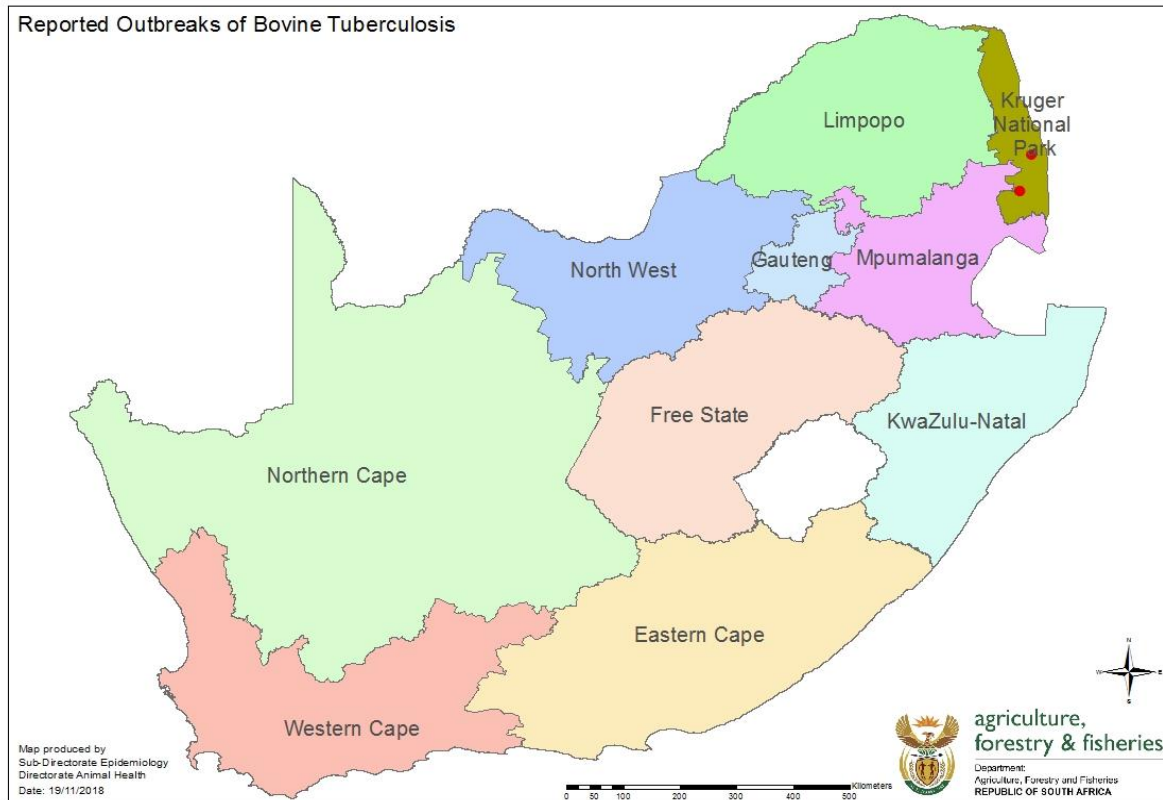 Reported Outbreaks of Bovine Tuberculosis
Kruger
National
Park
Limpopo
North West
Gauteng
Mpumalanga
Free State
KwaZulu-Natal
Northern Cape
Eastern Cape
Western Cape
N
W
E
S
Map produced by
Sub-Directorate Epidemiology
Directorate Animal Health
Date: 19/11/2018
Kilometers
0 50 100 200 300 400 500
agriculture,
forestry & fisheries
Department:
Agriculture, Forestry and Fisheries
REPUBLIC OF SOUTH AFRICA